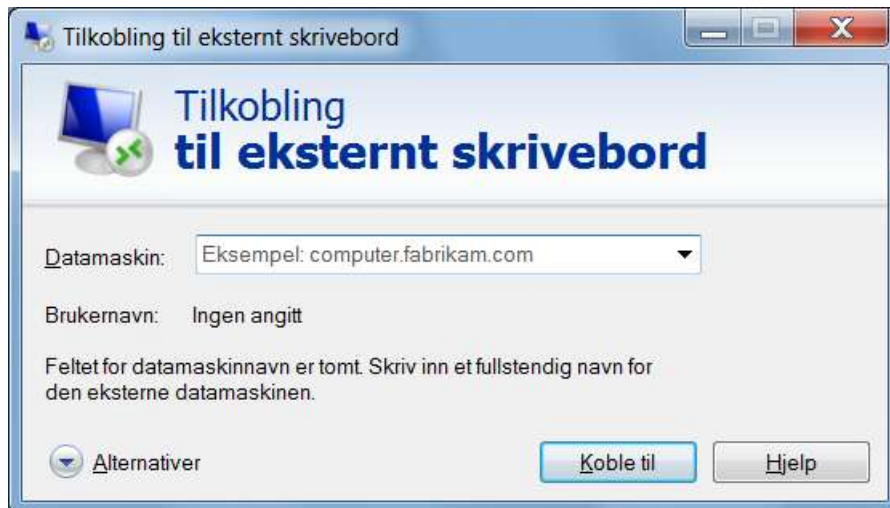 Tilkobling til eksternt skrivebord
Tilkobling
til eksternt skrivebord
Datamaskin: Eksempel: computer.fabrikam.com
Brukernavn: Ingen angitt
Feltet for datamaskinnavn er tomt. Skriv inn et fullstendig navn for
den eksterne datamaskinen.
Alternativer Koble til Hjelp